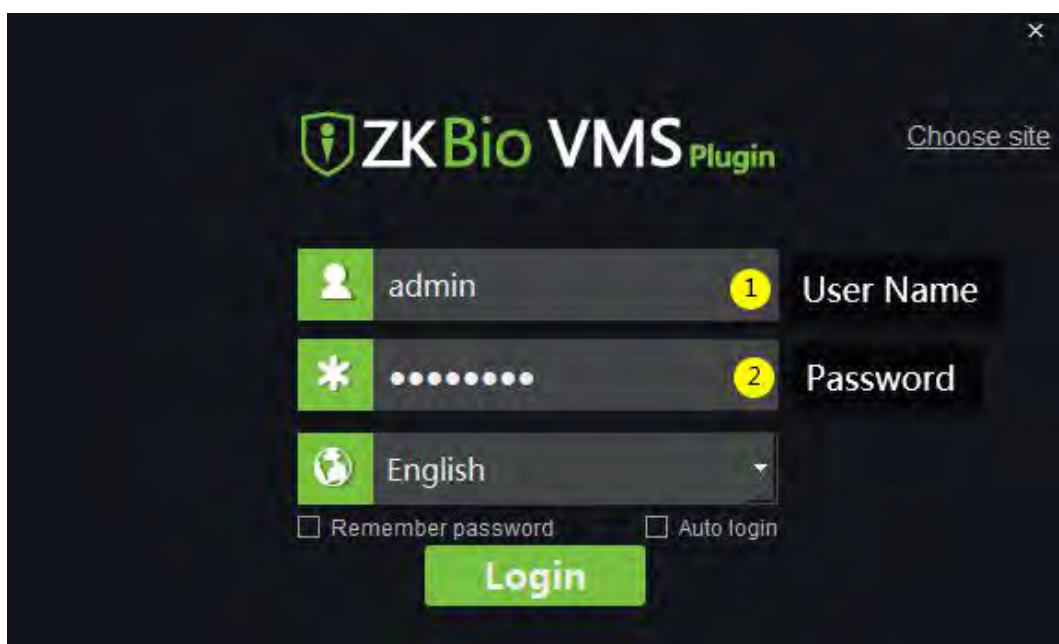 ×
ZKBio VMS Plugin
Choose site
admin 1 User Name
•••••••• 2 Password
English
Remember password Auto login
Login